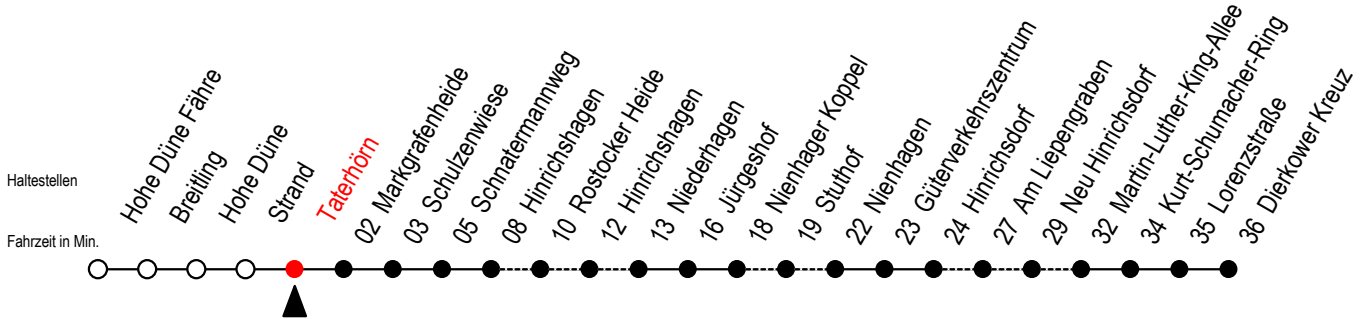 Haltestellen
Fahrzeit in Min.
Hohe Düne Fähre
Breitling
Hohe Düne
Strand
Taterhörn
02 Markgrafenheide
03 Schulzenwiese
05 Schnatermannweg
08 Hinrichshagen
10 Rostocker Heide
12 Hinrichshagen
13 Niederhagen
16 Jürgeshof
18 Nienhager Koppel
19 Stuthof
22 Nienhagen
23 Güterverkehrszentrum
24 Hinrichsdorf
27 Am Liepengraben
29 Neu Hinrichsdorf
32 Martin-Luther-King-Allee
34 Kurt-Schumacher-Ring
35 Lorenzstraße
36 Dierkower Kreuz